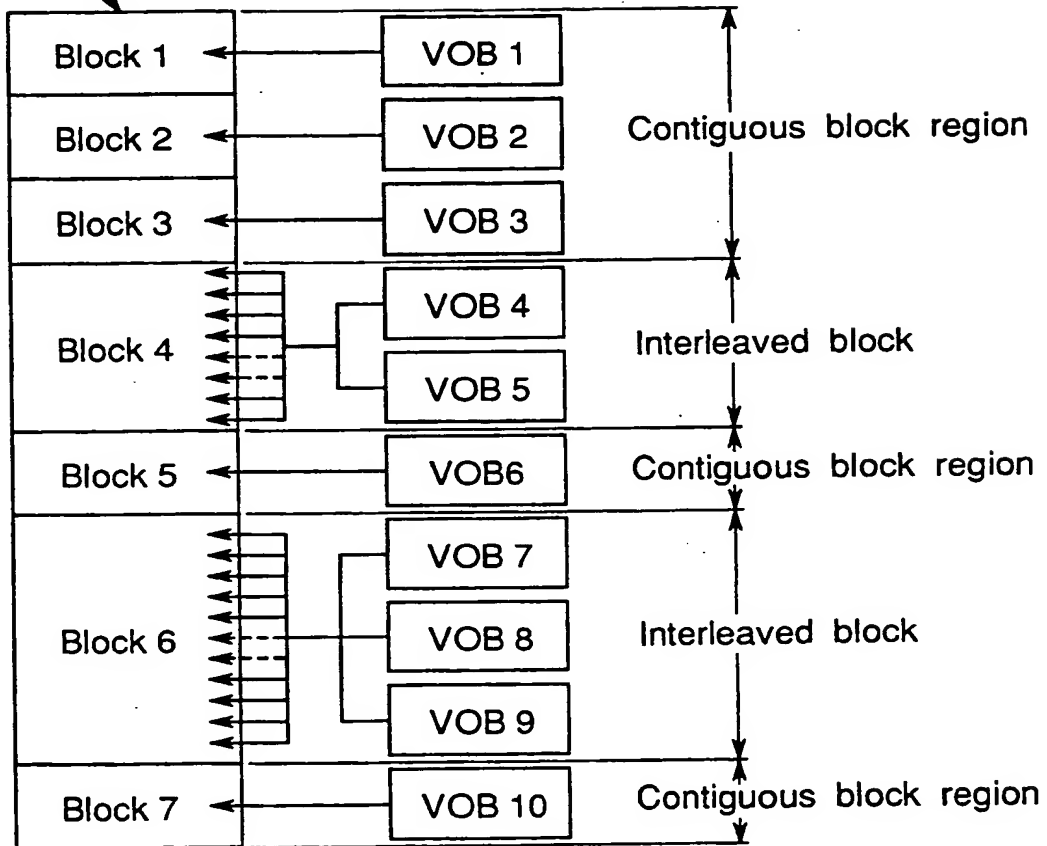 Block 1
VOB 1
Block 2
VOB 2
Contiguous block region
Block 3
VOB 3
VOB 4
Block 4
Interleaved block
VOB 5
Block 5
VOB6
Contiguous block region
VOB 7
Block 6
VOB 8
Interleaved block
VOB 9
Block 7
VOB 10
Contiguous block region